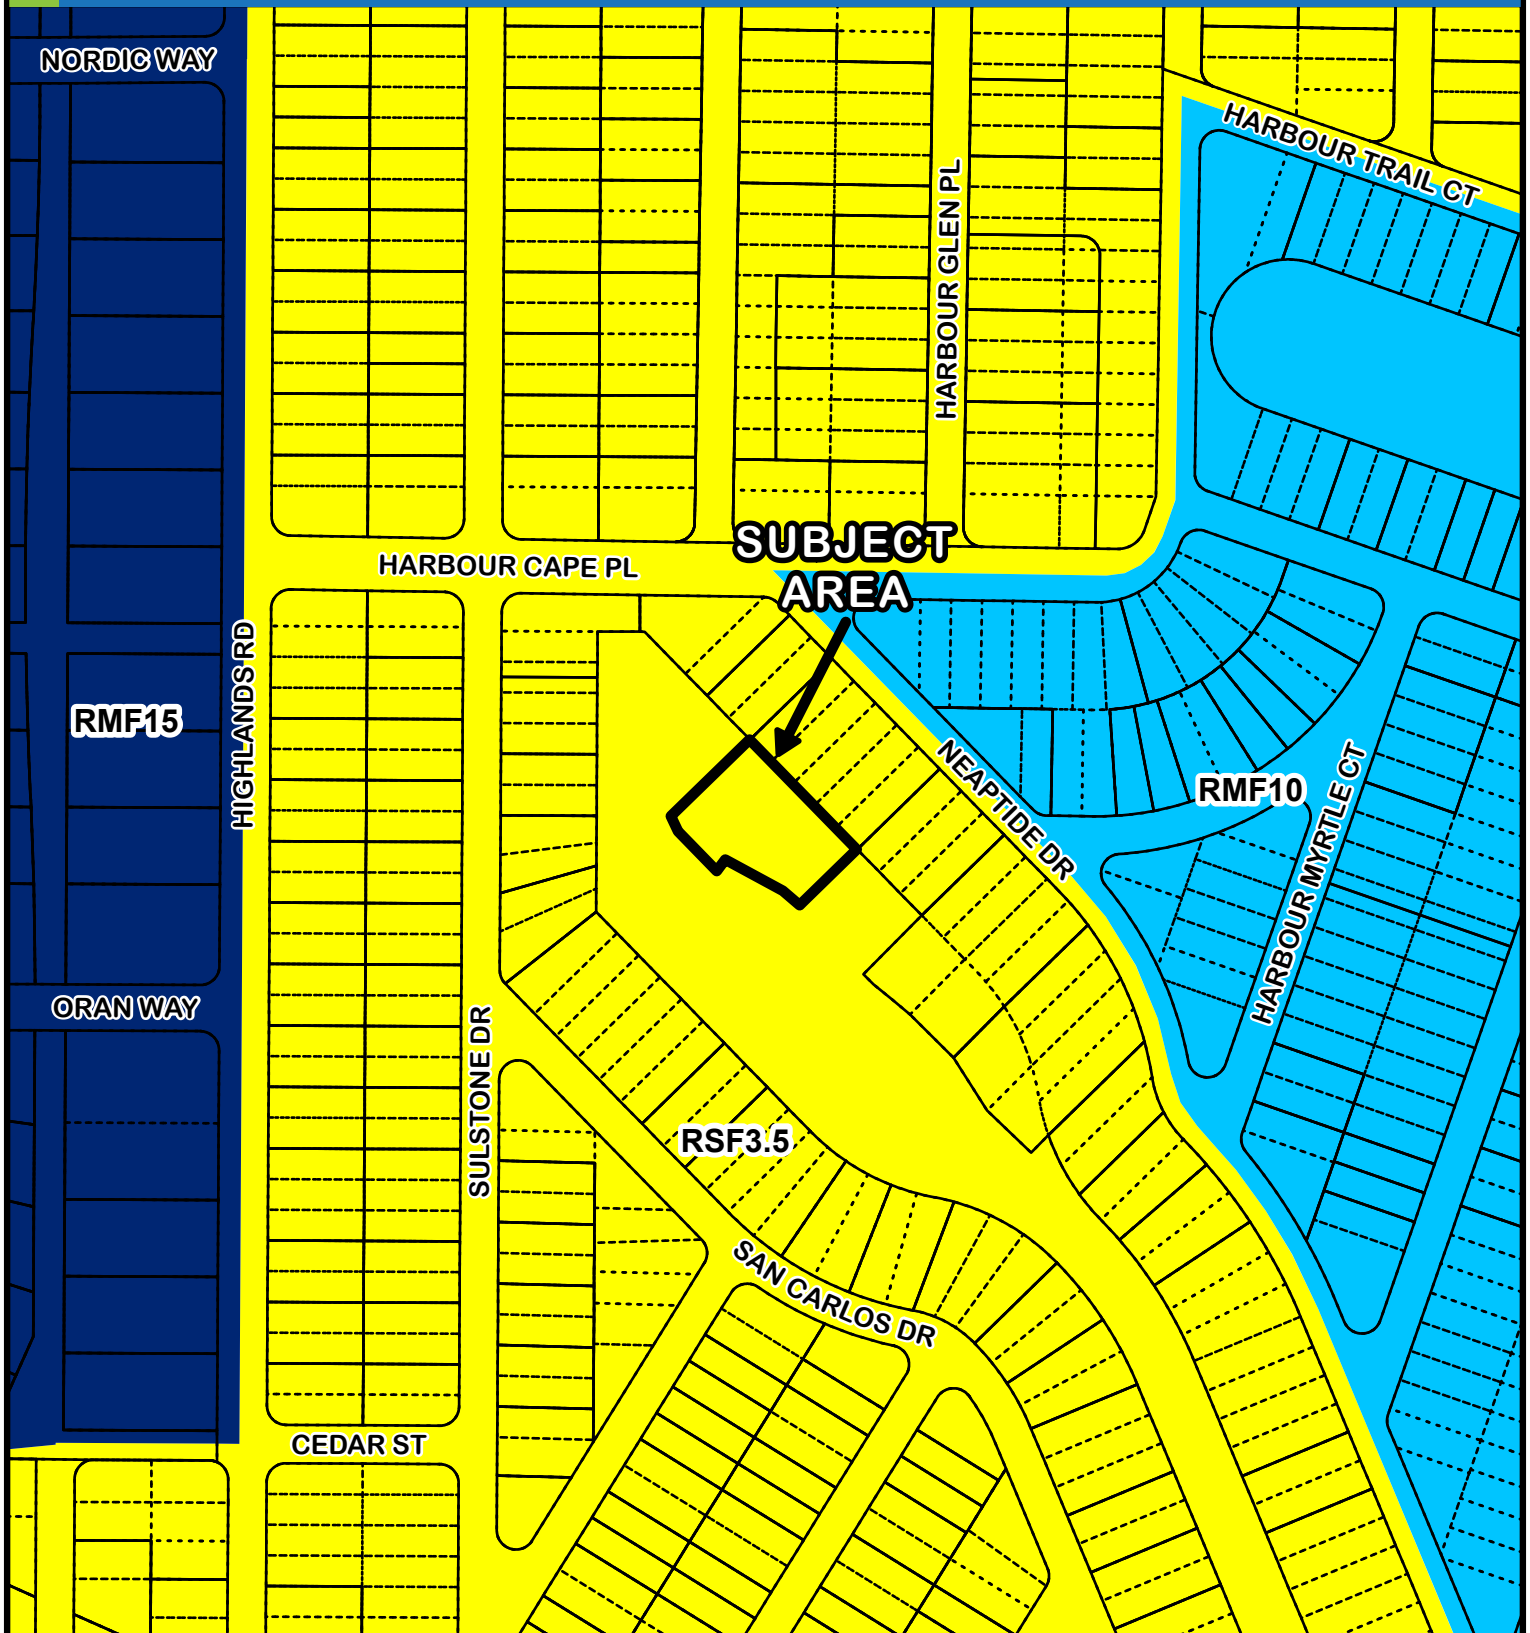 NORDIC WAY
HARBOUR TRAIL CT
HARBOUR GLEN PL
SUBJECT
AREA
HARBOUR CAPE PL
HIGHLANDS RD
RMF15
NEAPTIDE DR
RMF10
HARBOUR MYRTLE CT
ORAN WAY
SULSTONE DR
RSF3.5
SAN CARLOS DR
CEDAR ST